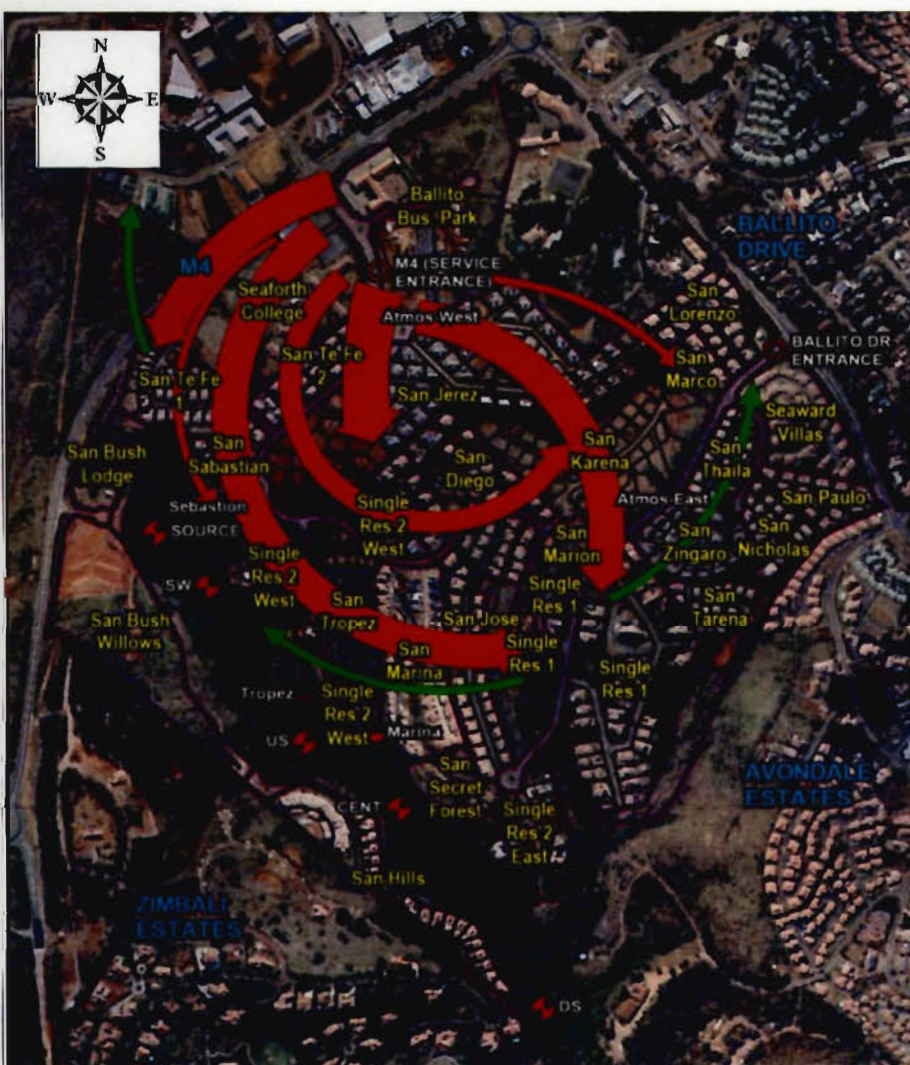 N
W E
S
Ballito
Bus. Park
BALLITO
DRIVE
M4
M4 (SERVICE
ENTRANCE)
Seaforth
College
San
Lorenzo
Atmos-West
BALLITO DR
ENTRANCE
San Te Fe
2
San
Marco
San Te Fe
1
San Jerez
Seaward
Villas
San Bush
Lodge
San
Sabastian
San
Karena
San
Thaila
San
Diego
Sebastion
Atmos-East
San Paulo
SOURCE
Single
Res 2
West
San
Marion
San
Zingaro
San
Nicholas
Single
Res 2
West
SW
Single
Res 1
San
Tropez
San
Tarena
San Bush
Willows
San Jose
San
Marina
Single
Res 1
Single
Res 1
Tropez
Single
Res 2
West
US
Marina
San
Secret
Forest
AVONDALE
ESTATES
CENT
Single
Res 2
East
San Hills
ZIMBALI
ESTATES
DS